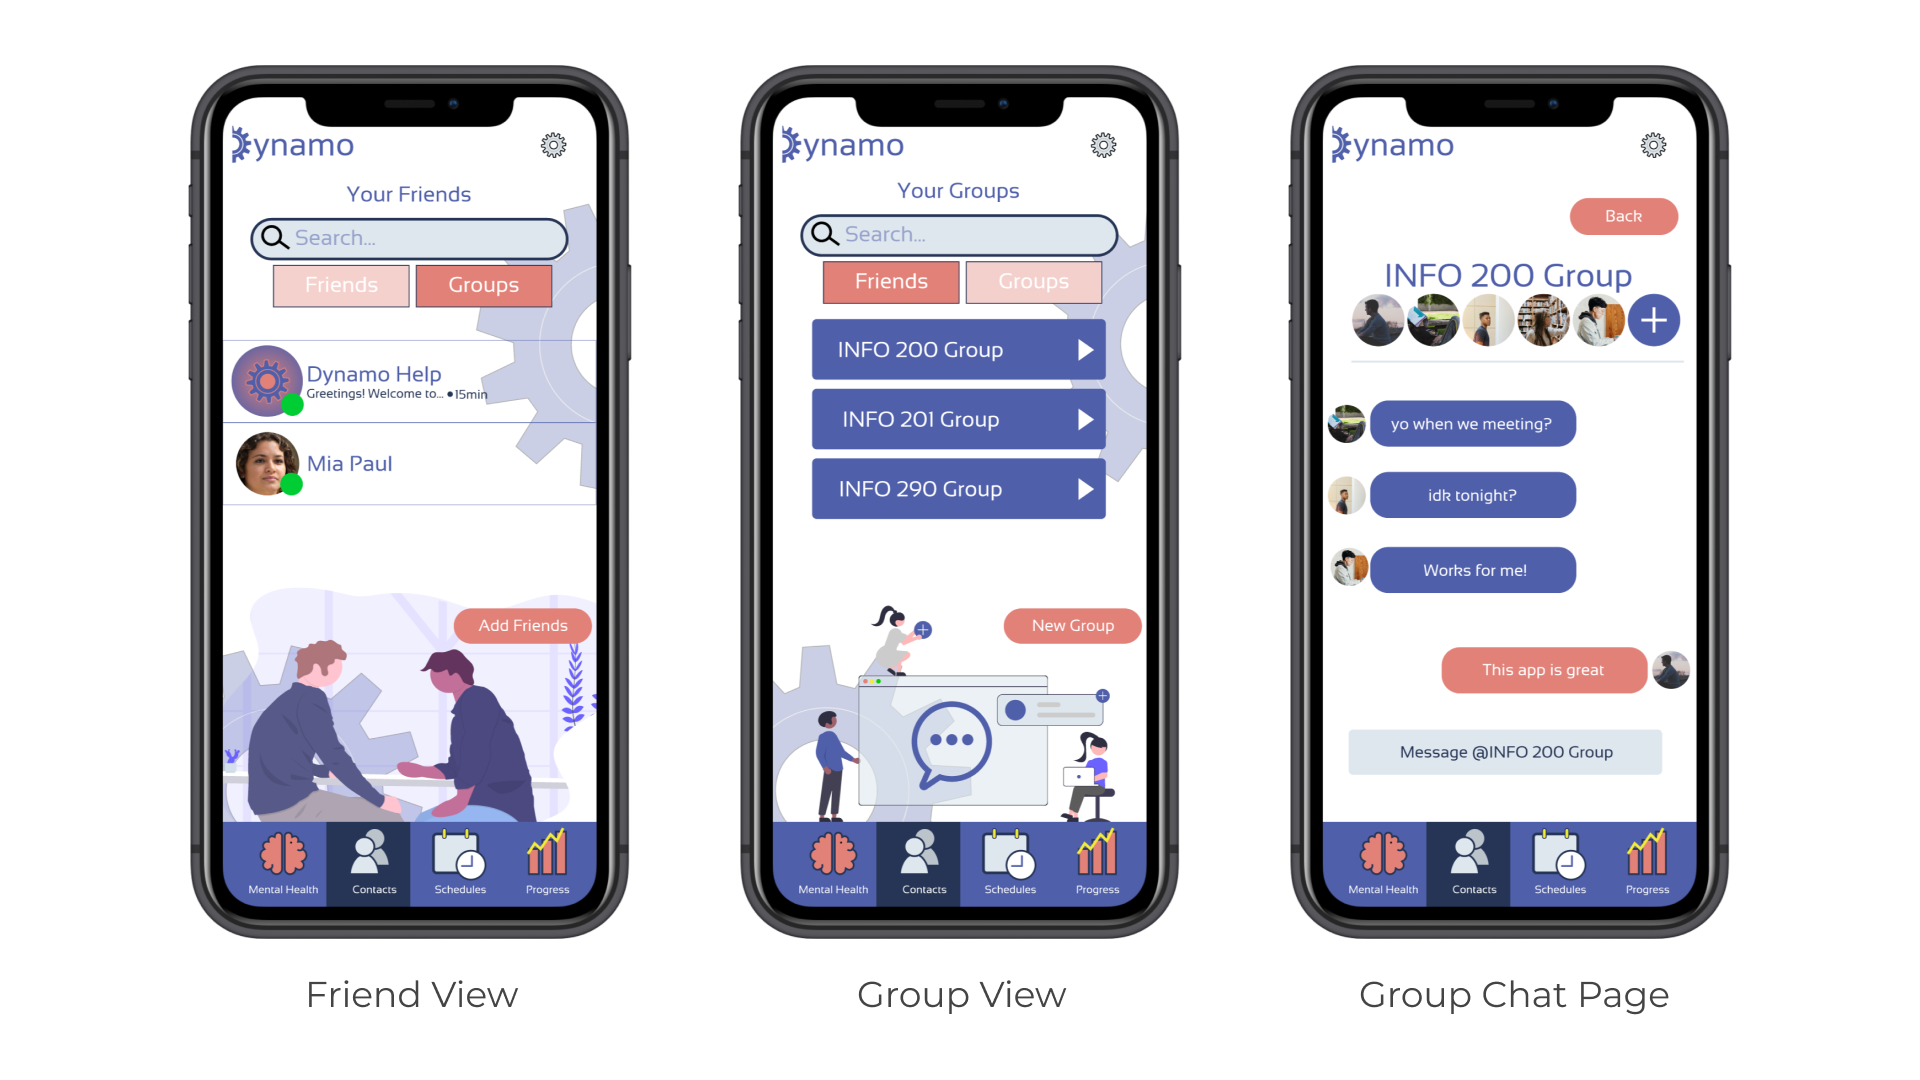 Dynamo
Your Friends
Search...
Friends Groups
Dynamo Help
Greetings! Welcome to... •15min
Mia Paul
Add Friends
Mental Health Contacts Schedules Progress
Friend View
Dynamo
Your Groups
Search...
Friends Groups
INFO 200 Group
INFO 201 Group
INFO 290 Group
New Group
Mental Health Contacts Schedules Progress
Group View
Dynamo
Back
INFO 200 Group
yo when we meeting?
idk tonight?
Works for me!
This app is great
Message @INFO 200 Group
Mental Health Contacts Schedules Progress
Group Chat Page